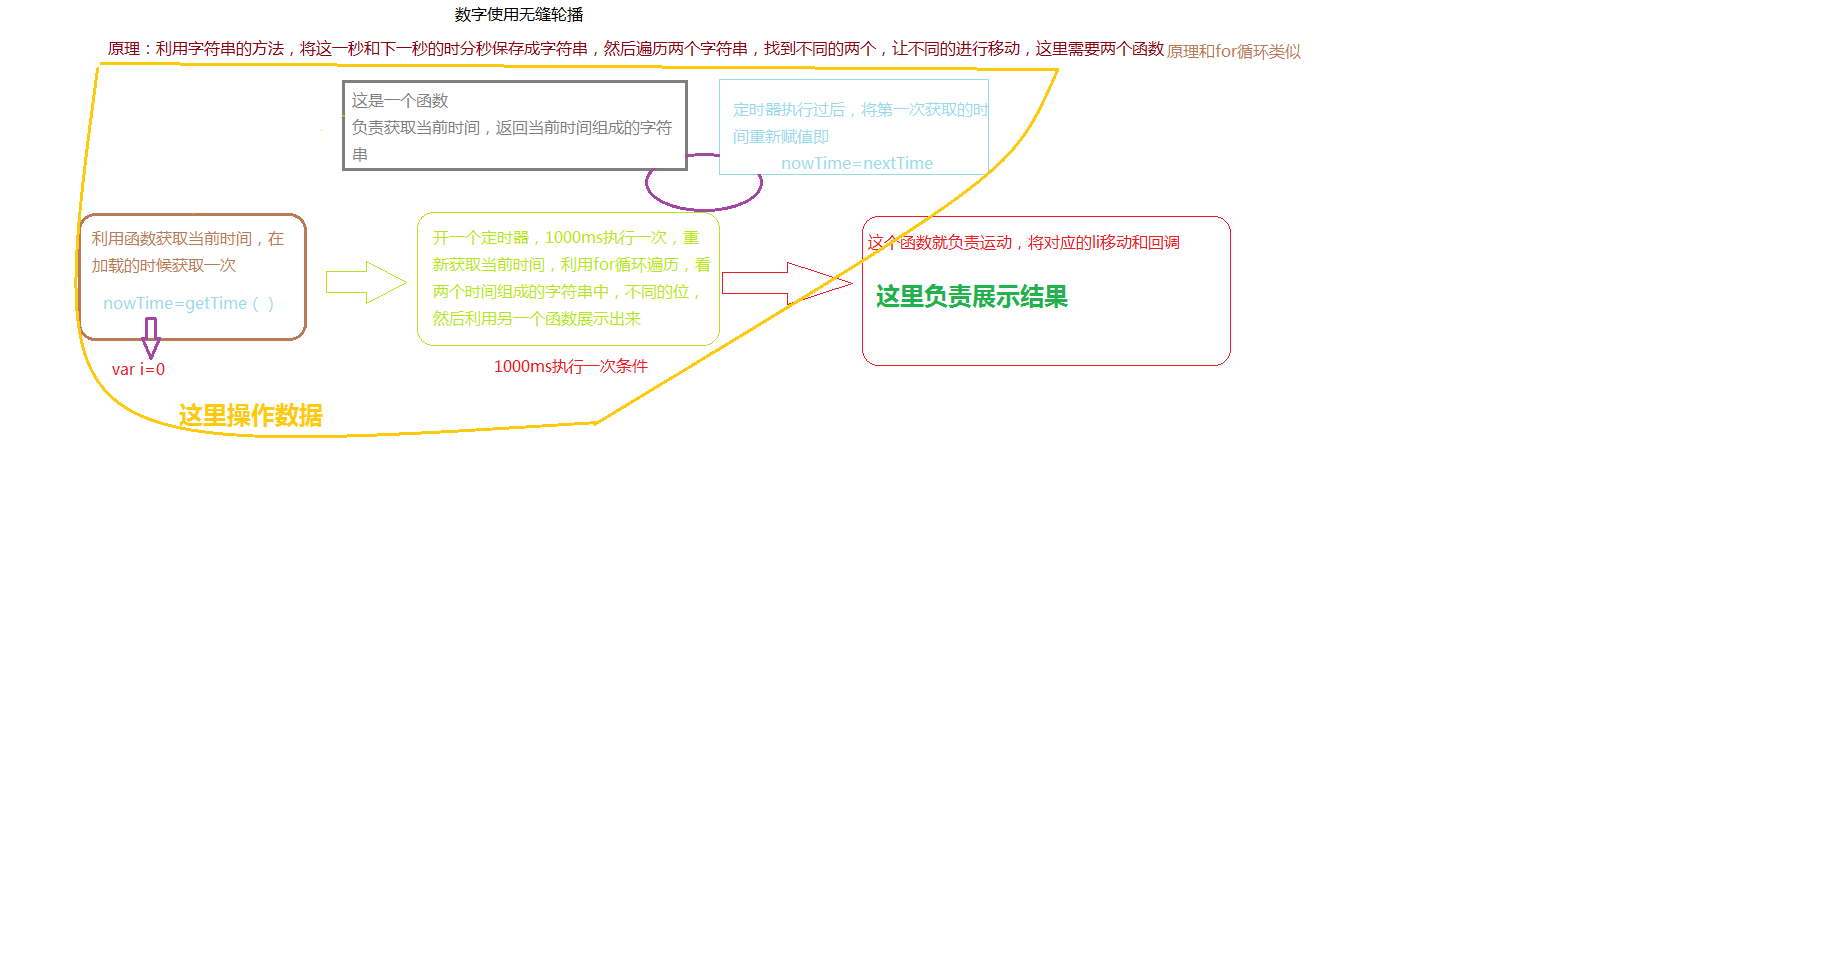 数字使用无缝轮播
原理：利用字符串的方法，将这一秒和下一秒的时分秒保存成字符串，然后遍历两个字符串，找到不同的两个，让不同的进行移动，这里需要两个函数
原理和for循环类似
这是一个函数
负责获取当前时间，返回当前时间组成的字符
串
定时器执行过后，将第一次获取的时
间重新赋值即
nowTime=nextTime
利用函数获取当前时间，在
加载的时候获取一次
nowTime=getTime（ ）
var i=0
开一个定时器，1000ms执行一次，重
新获取当前时间，利用for循环遍历，看
两个时间组成的字符串中，不同的位，
然后利用另一个函数展示出来
1000ms执行一次条件
这个函数就负责运动，将对应的li移动和回调
这里负责展示结果
这里操作数据